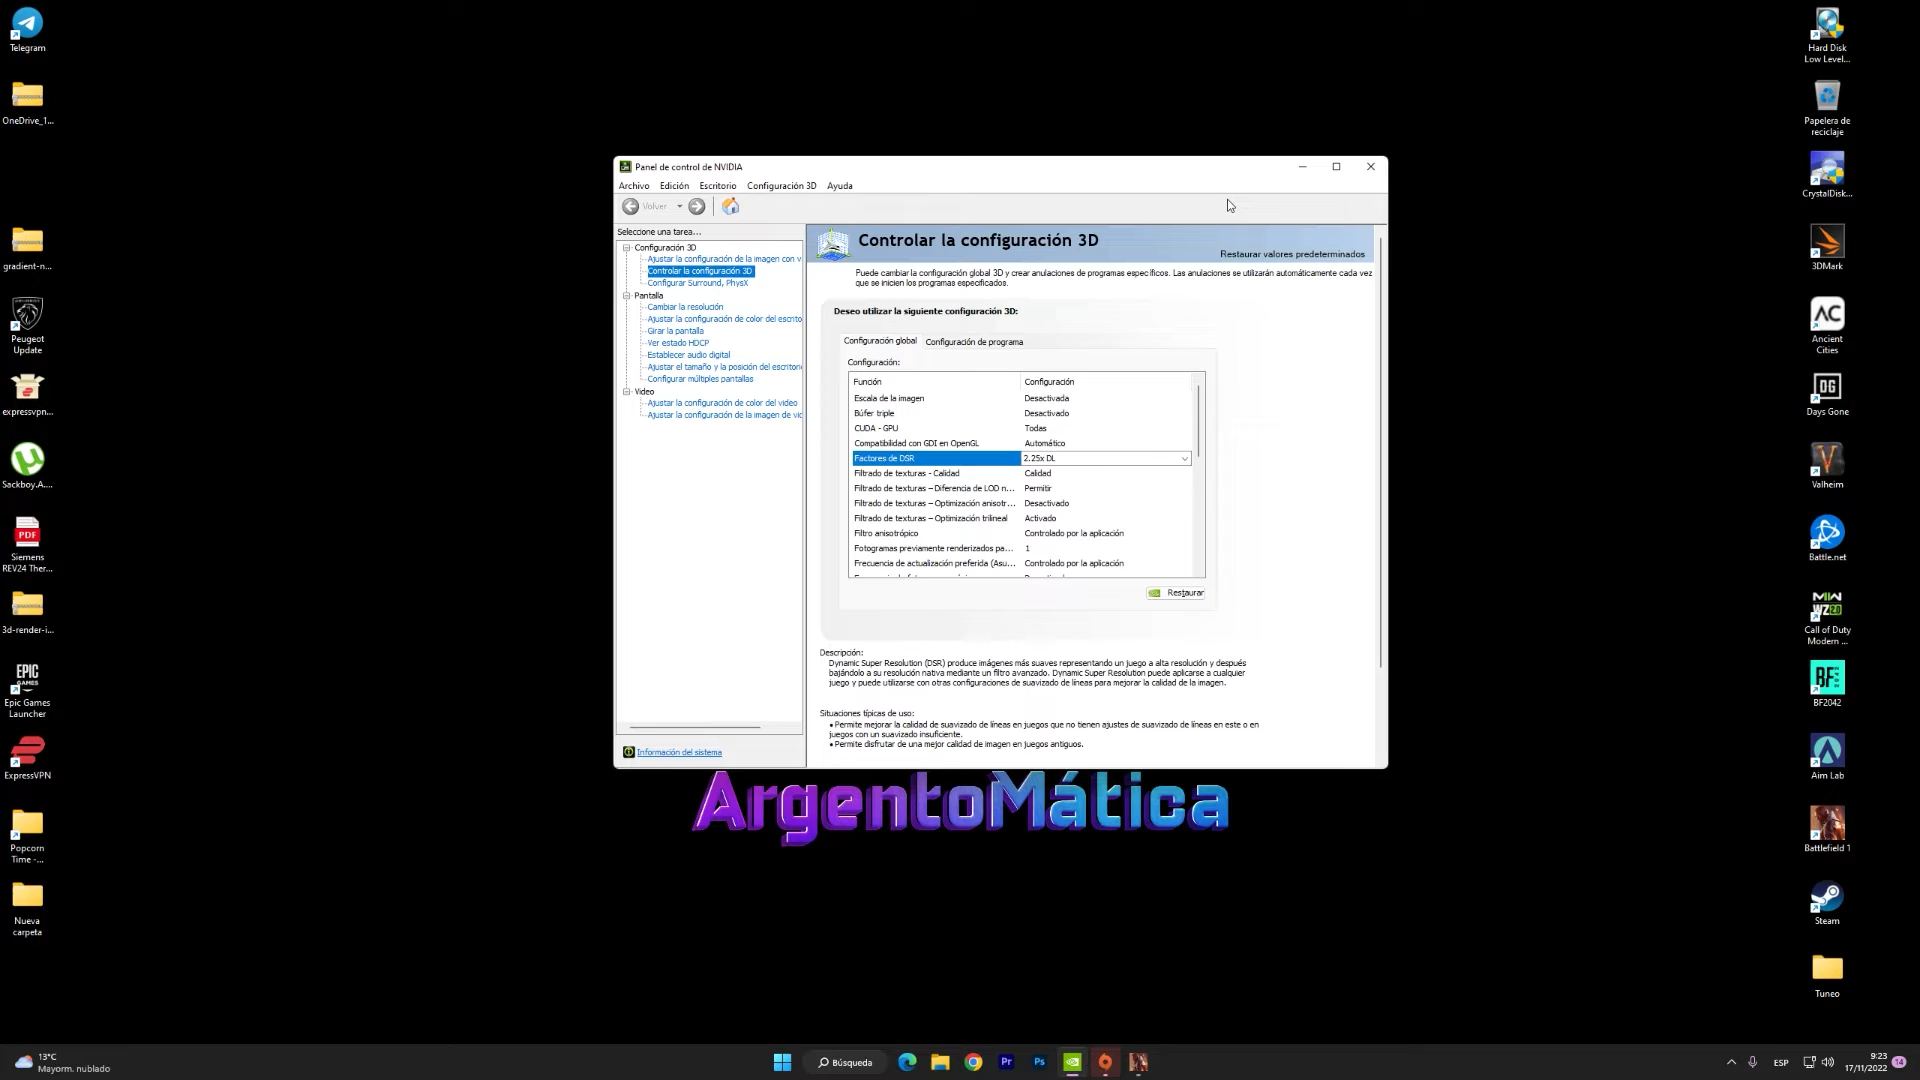 Telegram
OneDrive_1...
gradient-n...
Peugeot
Update
expressvpn...
Sackboy.A....
PDF
Siemens
REV24 Ther...
3d-render-i...
EPIC
GAMES
Epic Games
Launcher
ExpressVPN
Popcorn
Time -...
Nueva
carpeta
Panel de control de NVIDIA
Archivo Edición Escritorio Configuración 3D Ayuda
Volver
Seleccione una tarea...
Configuración 3D
Ajustar la configuración de la imagen con v
Controlar la configuración 3D
Configurar Surround, PhysX
Pantalla
Cambiar la resolución
Ajustar la configuración de color del escrito
Girar la pantalla
Ver estado HDCP
Establecer audio digital
Ajustar el tamaño y la posición del escritorio
Configurar múltiples pantallas
Video
Ajustar la configuración de color del video
Ajustar la configuración de la imagen de vid
Información del sistema
Controlar la configuración 3D
Restaurar valores predeterminados
Puede cambiar la configuración global 3D y crear anulaciones de programas específicos. Las anulaciones se utilizarán automáticamente cada vez
que se inicien los programas especificados.
Deseo utilizar la siguiente configuración 3D:
Configuración global Configuración de programa
Configuración:
Función Configuración
Escala de la imagen Desactivada
Búfer triple Desactivado
CUDA - GPU Todas
Compatibilidad con GDI en OpenGL Automático
Factores de DSR 2.25x DL
Filtrado de texturas - Calidad Calidad
Filtrado de texturas – Diferencia de LOD n... Permitir
Filtrado de texturas – Optimización anisotr... Desactivado
Filtrado de texturas – Optimización trilineal Activado
Filtro anisotrópico Controlado por la aplicación
Fotogramas previamente renderizados pa... 1
Frecuencia de actualización preferida (Asu... Controlado por la aplicación
Restaurar
Descripción:
Dynamic Super Resolution (DSR) produce imágenes más suaves representando un juego a alta resolución y después
bajándolo a su resolución nativa mediante un filtro avanzado. Dynamic Super Resolution puede aplicarse a cualquier
juego y puede utilizarse con otras configuraciones de suavizado de líneas para mejorar la calidad de la imagen.
Situaciones típicas de uso:
•Permite mejorar la calidad de suavizado de líneas en juegos que no tienen ajustes de suavizado de líneas en este o en
juegos con un suavizado insuficiente.
•Permite disfrutar de una mejor calidad de imagen en juegos antiguos.
ArgentoMática
Hard Disk
Low Level...
Papelera de
reciclaje
CrystalDisk...
3DMark
AC
Ancient
Cities
DG
Days Gone
Valheim
Battle.net
MW
WZ2.0
Call of Duty
Modern ...
BF
BF2042
Aim Lab
Battlefield 1
Steam
Tuneo
13°C
Mayorm. nublado
Búsqueda
Pr
Ps
ESP
9:23
17/11/2022
14